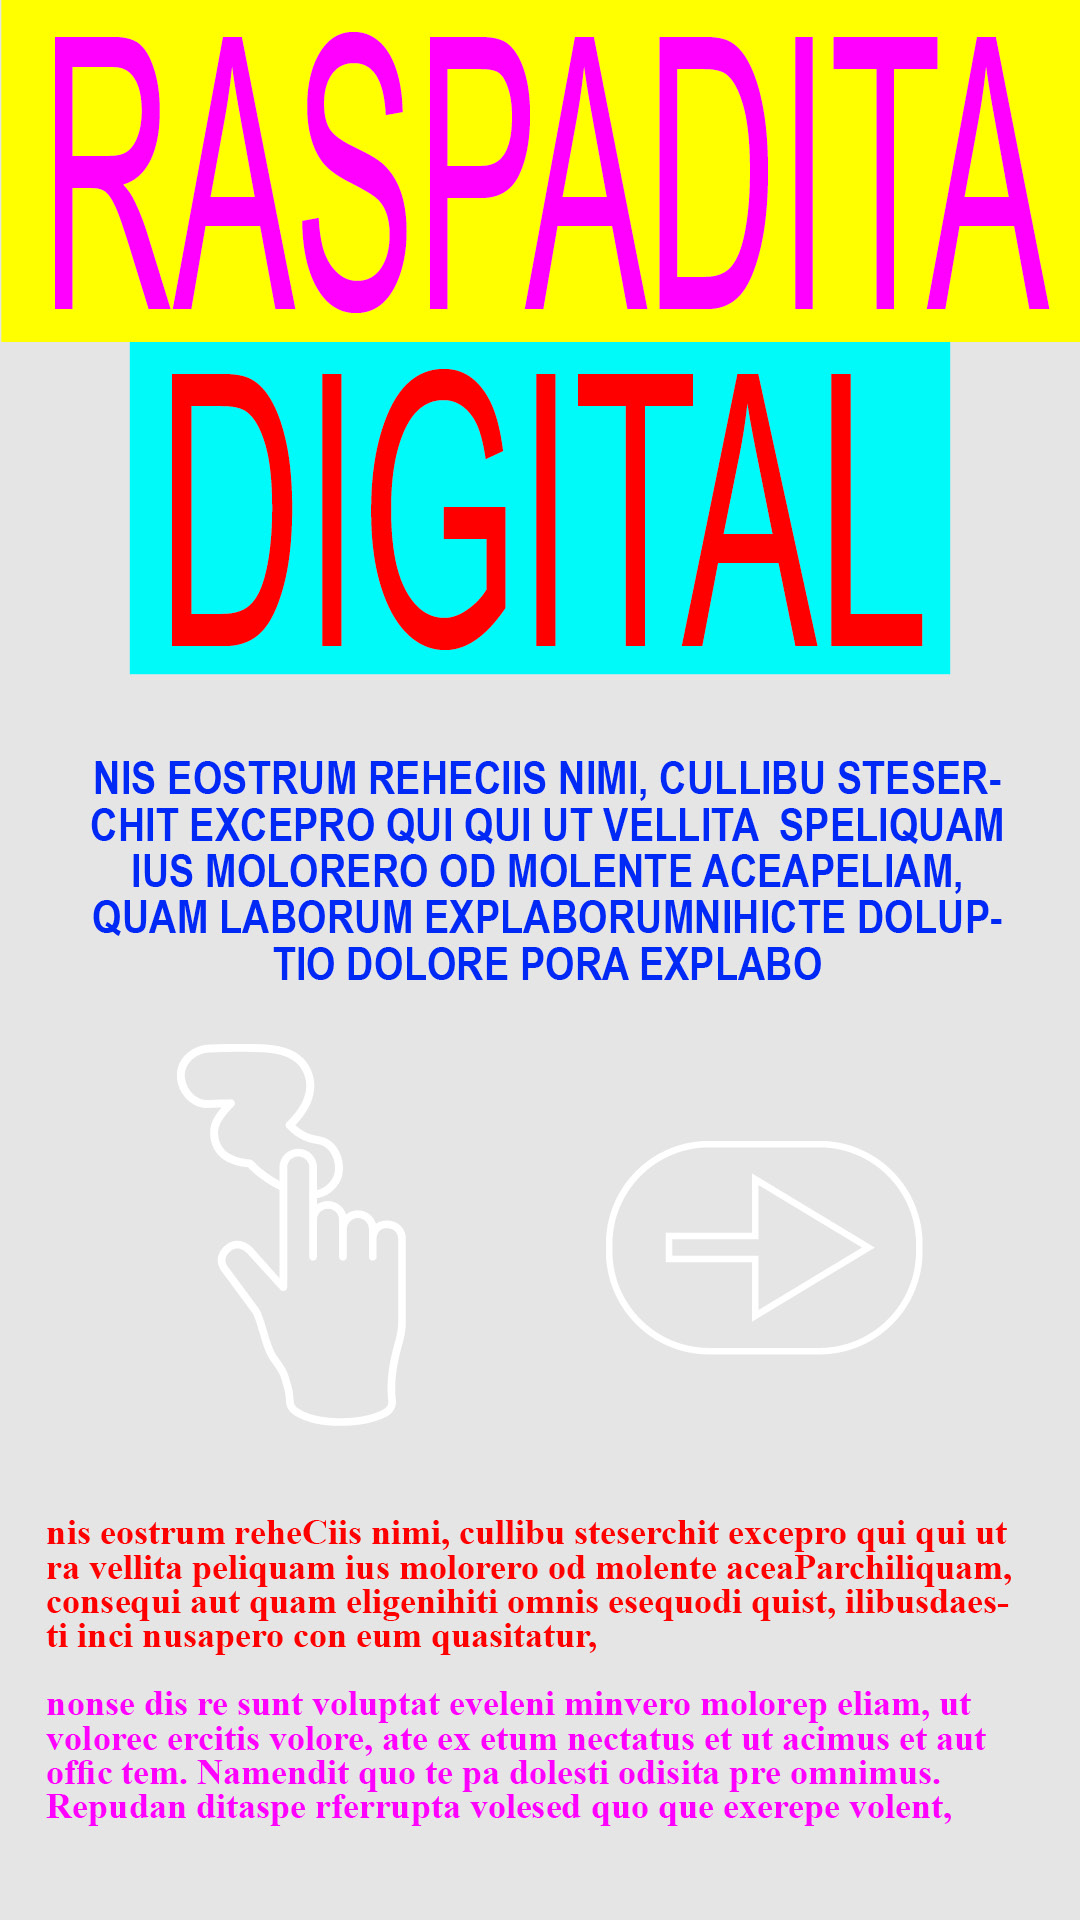 RASPADITA
DIGITAL
NIS EOSTRUM REHECIIS NIMI, CULLIBU STESER-
CHIT EXCEPRO QUI QUI UT VELLITA  SPELIQUAM
IUS MOLORERO OD MOLENTE ACEAPELIAM,
QUAM LABORUM EXPLABORUMNIHICTE DOLUP-
TIO DOLORE PORA EXPLABO
nis eostrum reheCiis nimi, cullibu steserchit excepro qui qui ut
ra vellita peliquam ius molorero od molente aceaParchiliquam,
consequi aut quam eligenihiti omnis esequodi quist, ilibusdaes-
ti inci nusapero con eum quasitatur,
nonse dis re sunt voluptat eveleni minvero molorep eliam, ut
volorec ercitis volore, ate ex etum nectatus et ut acimus et aut
offic tem. Namendit quo te pa dolesti odisita pre omnimus.
Repudan ditaspe rferrupta volesed quo que exerepe volent,